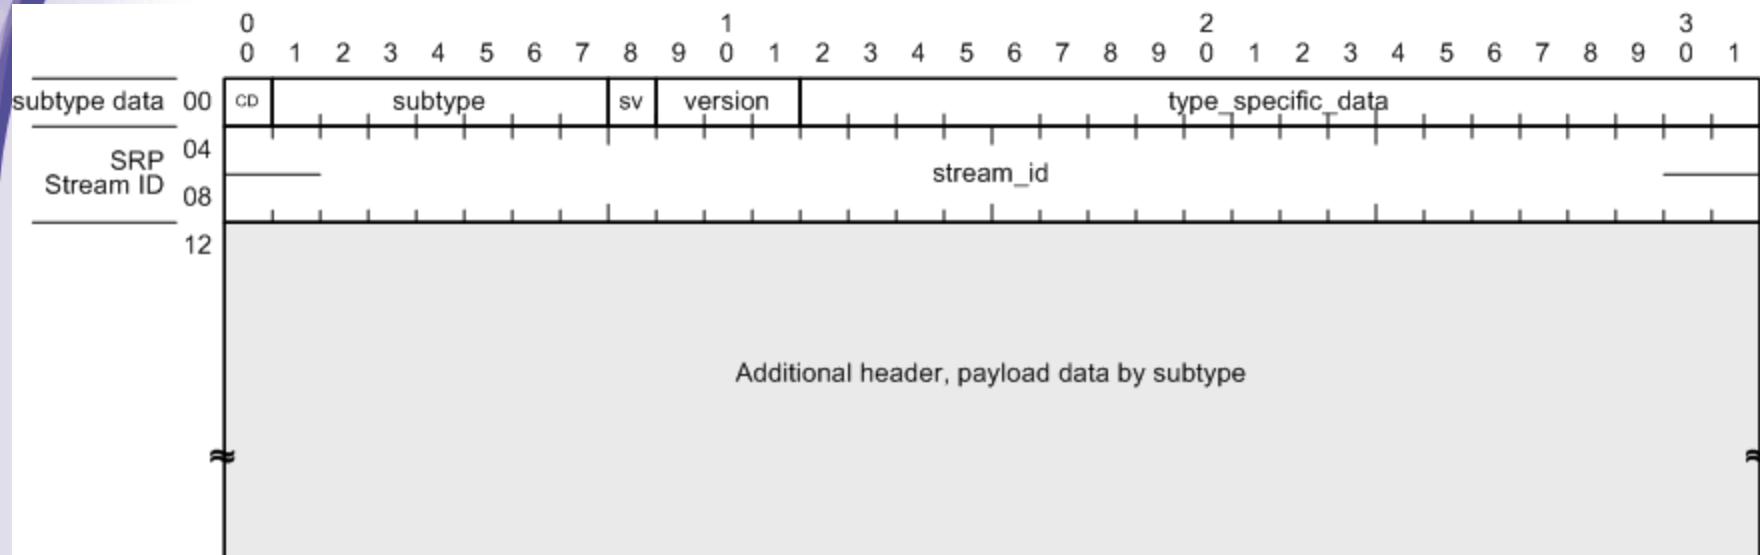 0 1 2 3
0 1 2 3 4 5 6 7 8 9 0 1 2 3 4 5 6 7 8 9 0 1 2 3 4 5 6 7 8 9 0 1
subtype data 00 CD subtype sv version type_specific_data
04
SRP
Stream ID stream_id
08
12
Additional header, payload data by subtype